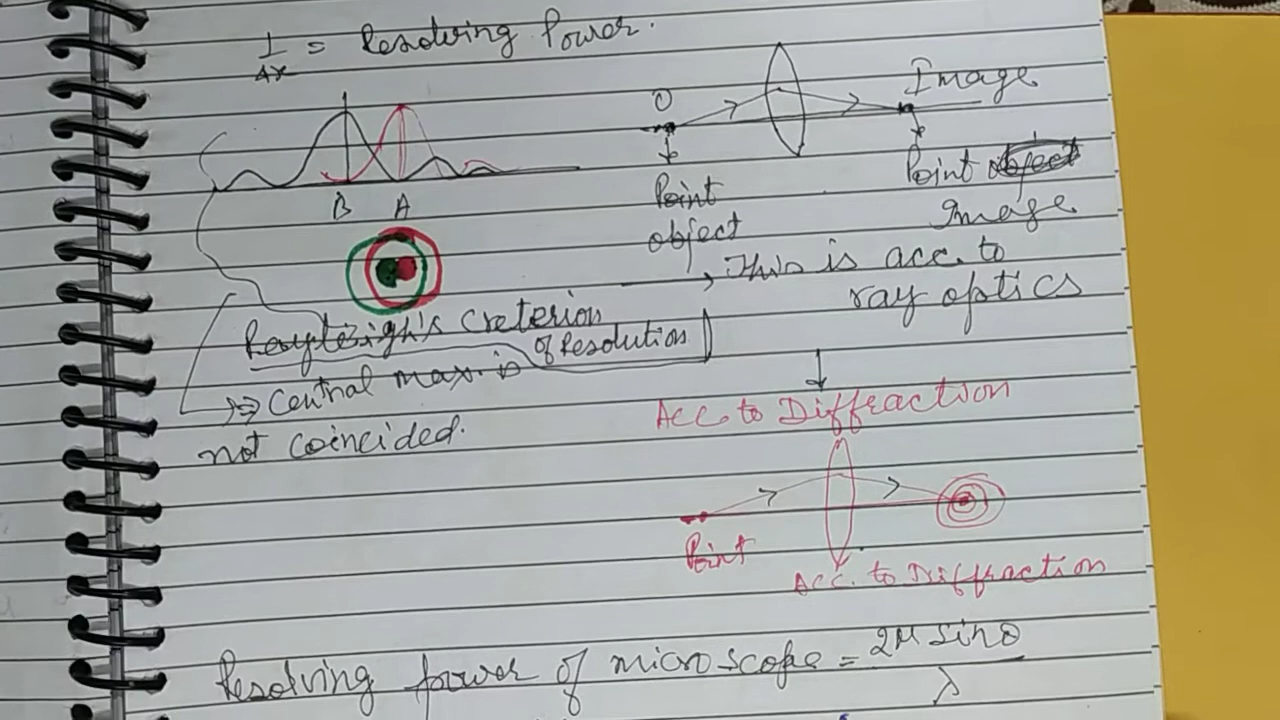 1/Δx = Resolving Power.
B A
Rayleigh's Creterion
of Resolution
⇒ Central max. is
not coincided.
O
Image
Point
object
Point object
Image
→ This is acc. to
ray optics
Acc. to Diffraction
Point
Acc. to Diffraction
Resolving power of microscope = 2μ sinθ/λ